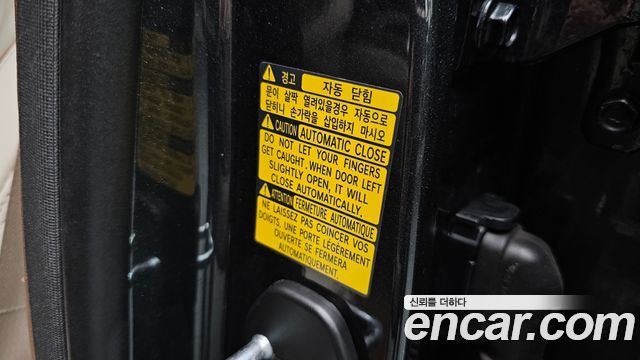 경고 자동 닫힘
문이 살짝 열려있을경우 자동으로
닫히니 손가락을 삽입하지 마시오
CAUTION AUTOMATIC CLOSE
DO NOT LET YOUR FINGERS
GET CAUGHT. WHEN DOOR LEFT
SLIGHTLY OPEN, IT WILL
CLOSE AUTOMATICALLY.
ATTENTION FERMETURE AUTOMATIQUE
NE LAISSEZ PAS COINCER VOS
DOIGTS. UNE PORTE LÉGÈREMENT
OUVERTE SE FERMERA
AUTOMATIQUEMENT.
신뢰를 더하다
encar.com